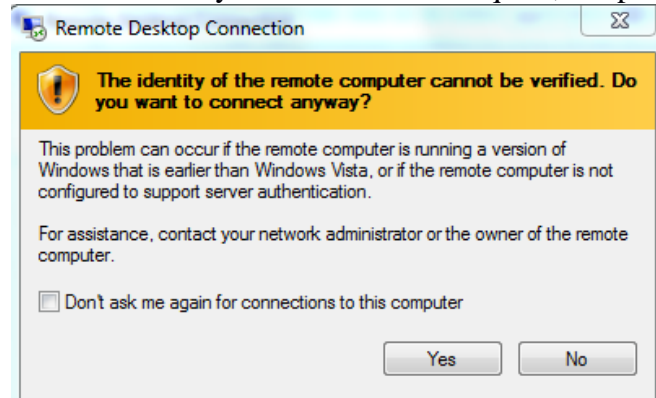 Remote Desktop Connection
The identity of the remote computer cannot be verified. Do
you want to connect anyway?
This problem can occur if the remote computer is running a version of
Windows that is earlier than Windows Vista, or if the remote computer is not
configured to support server authentication.
For assistance, contact your network administrator or the owner of the remote
computer.
Don't ask me again for connections to this computer
Yes No